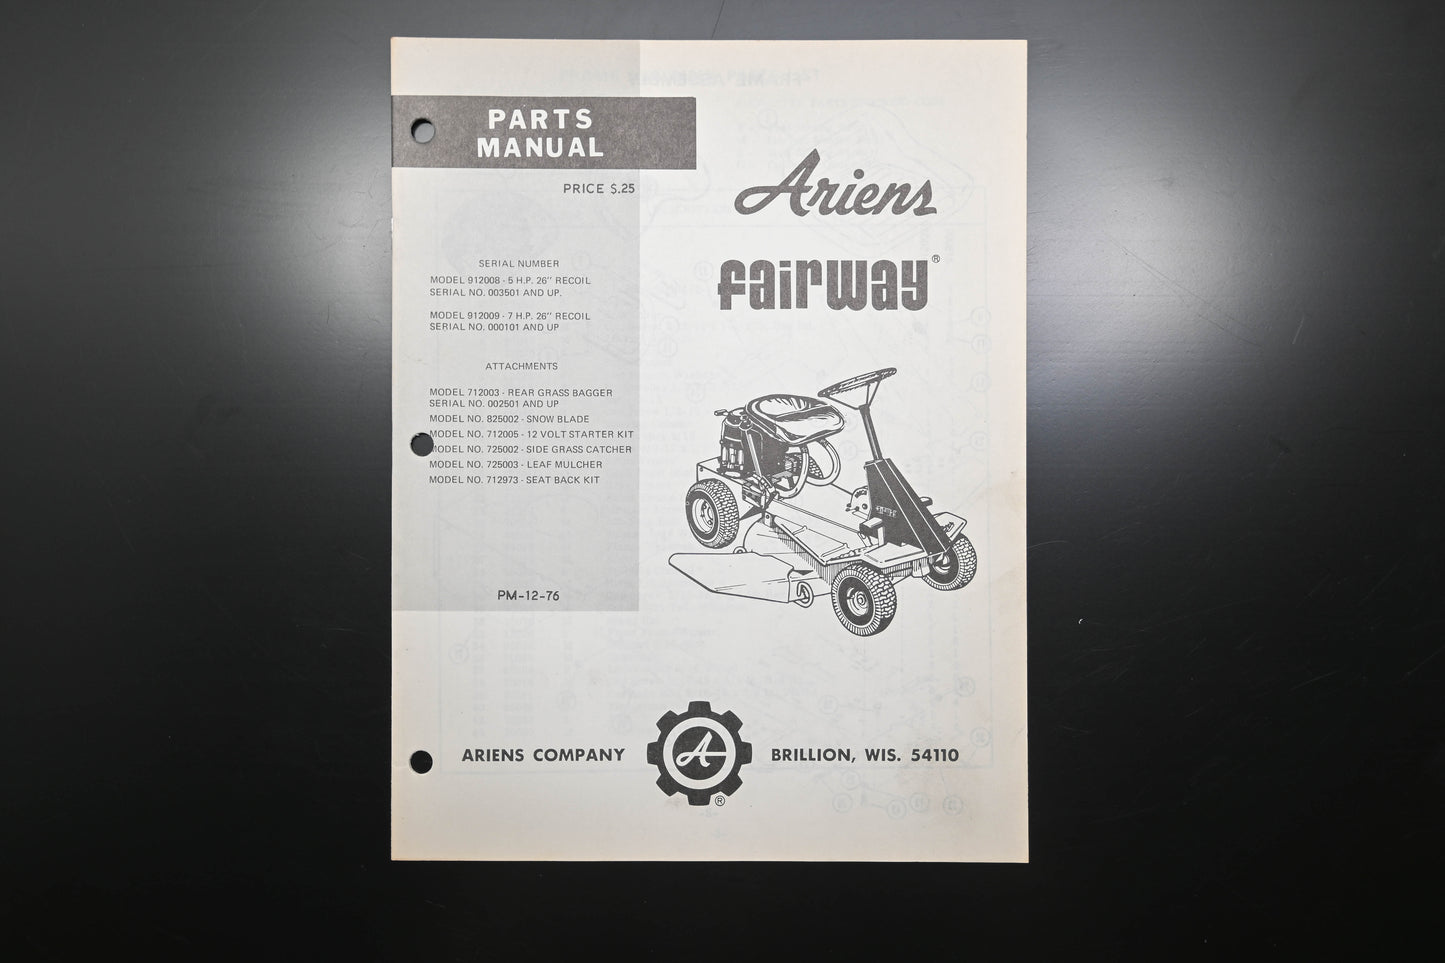 PARTS
MANUAL
PRICE $.25
Ariens
fairway®
SERIAL NUMBER
MODEL 912008 - 5 H.P. 26" RECOIL
SERIAL NO. 003501 AND UP.
MODEL 912009 - 7 H.P. 26" RECOIL
SERIAL NO. 000101 AND UP
ATTACHMENTS
MODEL 712003 - REAR GRASS BAGGER
SERIAL NO. 002501 AND UP
MODEL NO. 825002 - SNOW BLADE
MODEL NO. 712005 - 12 VOLT STARTER KIT
MODEL NO. 725002 - SIDE GRASS CATCHER
MODEL NO. 725003 - LEAF MULCHER
MODEL NO. 712973 - SEAT BACK KIT
PM-12-76
ARIENS COMPANY
A
®
BRILLION, WIS. 54110